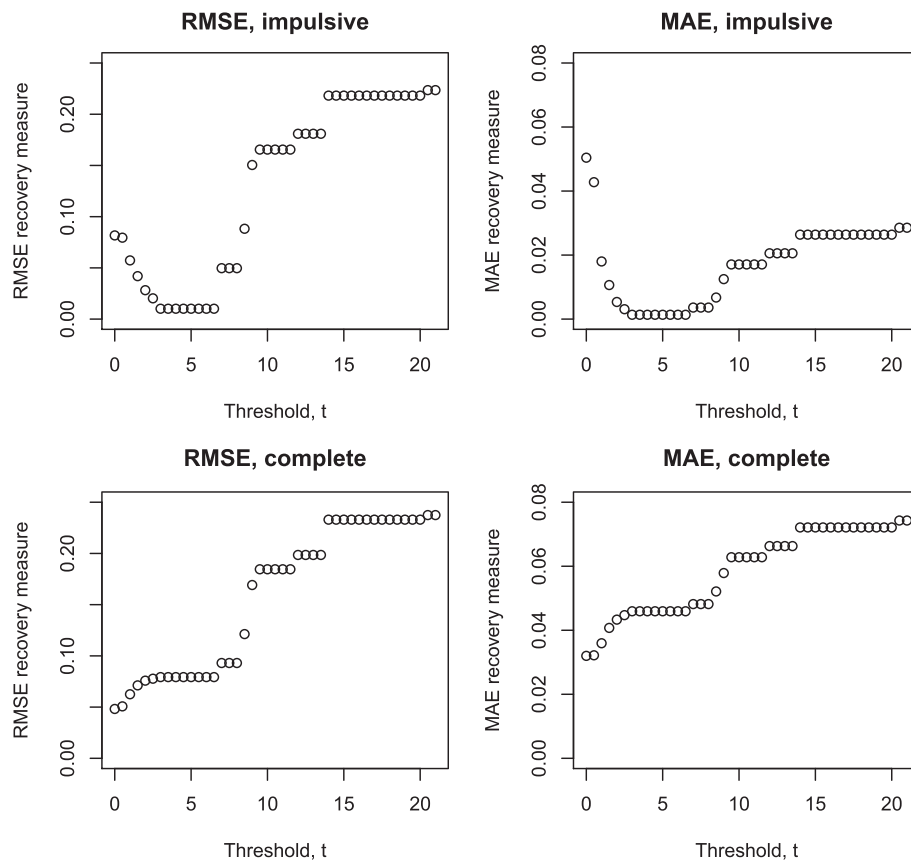 RMSE, impulsive
RMSE recovery measure
0.20
0.10
0.00
0 5 10 15 20
Threshold, t
MAE, impulsive
MAE recovery measure
0.08
0.06
0.04
0.02
0.00
0 5 10 15 20
Threshold, t
RMSE, complete
RMSE recovery measure
0.20
0.10
0.00
0 5 10 15 20
Threshold, t
MAE, complete
MAE recovery measure
0.08
0.06
0.04
0.02
0.00
0 5 10 15 20
Threshold, t